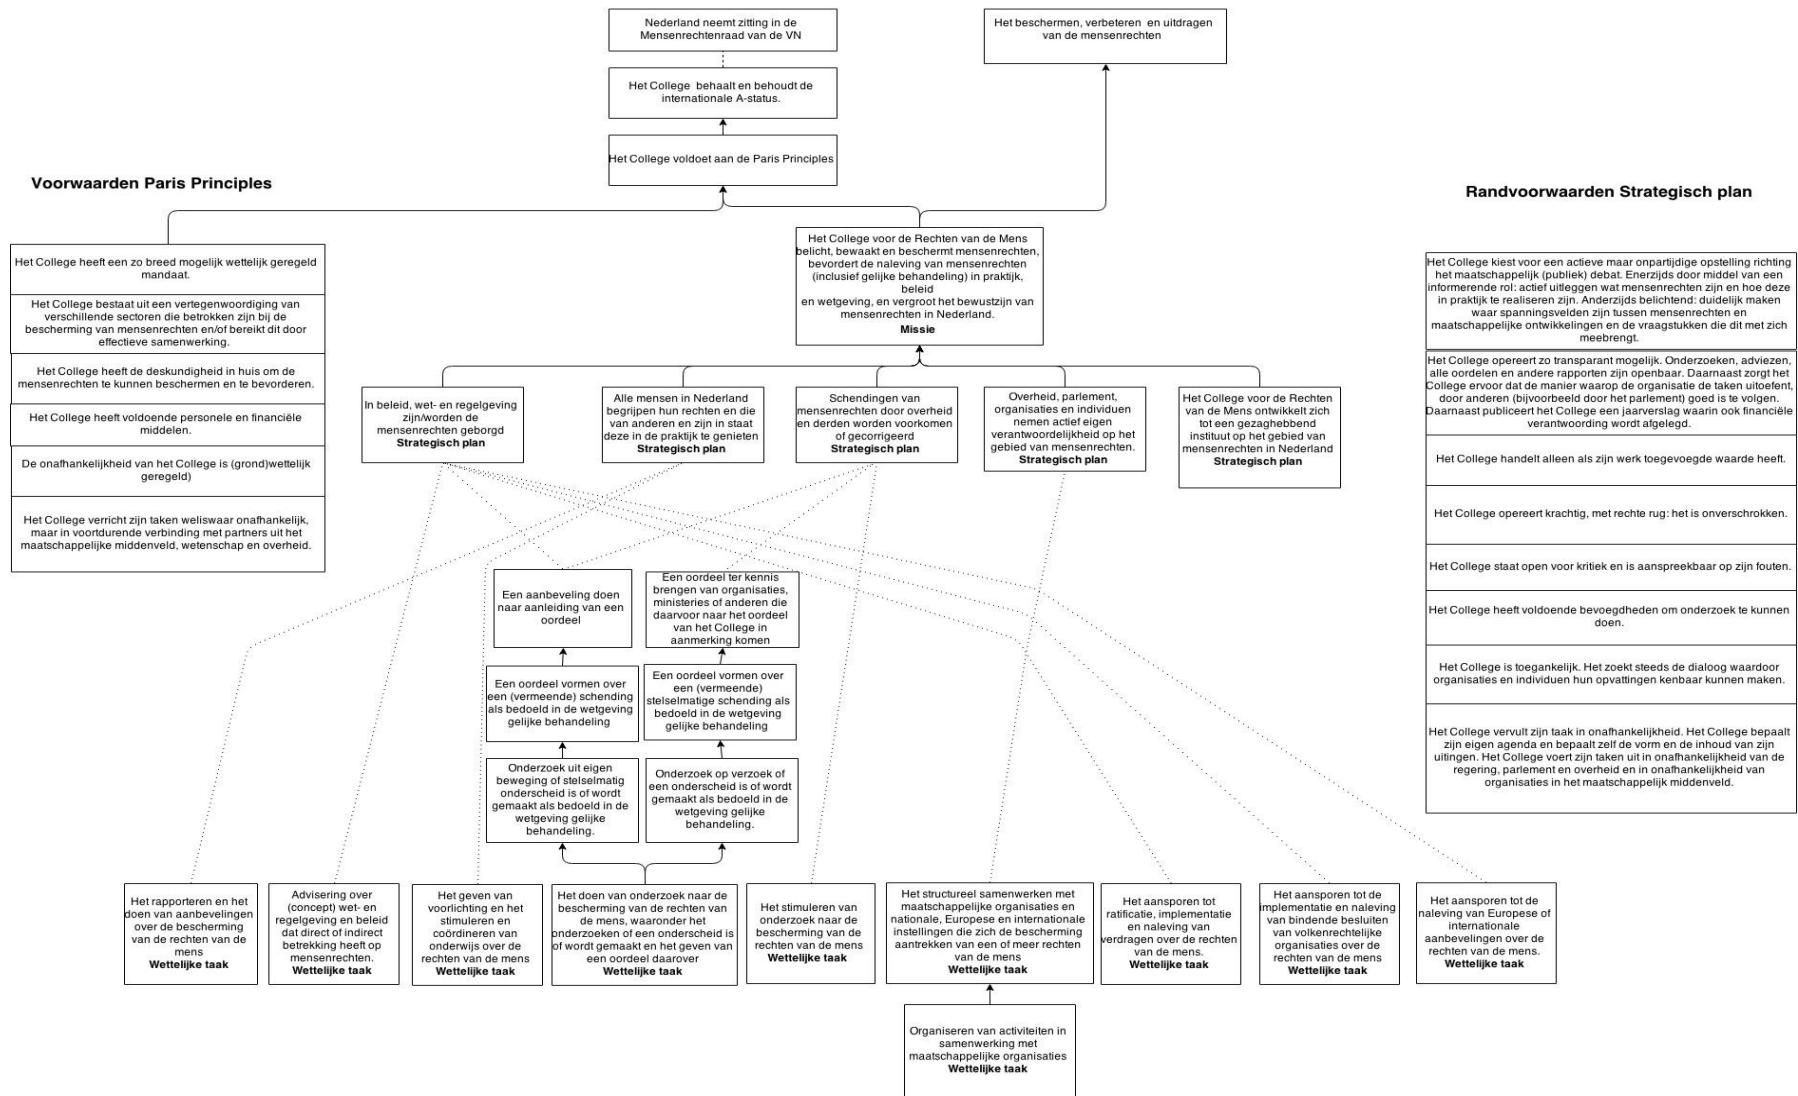 Nederland neemt zitting in de
Mensenrechtenraad van de VN
Het beschermen, verbeteren en uitdragen
van de mensenrechten
Het College behaalt en behoudt de
internationale A-status.
Het College voldoet aan de Paris Principles
Voorwaarden Paris Principles
Randvoorwaarden Strategisch plan
Het College heeft een zo breed mogelijk wettelijk geregeld
mandaat.
Het College bestaat uit een vertegenwoordiging van
verschillende sectoren die betrokken zijn bij de
bescherming van mensenrechten en/of bereikt dit door
effectieve samenwerking.
Het College heeft de deskundigheid in huis om de
mensenrechten te kunnen beschermen en te bevorderen.
Het College heeft voldoende personele en financiële
middelen.
De onafhankelijkheid van het College is (grond)wettelijk
geregeld)
Het College verricht zijn taken weliswaar onafhankelijk,
maar in voortdurende verbinding met partners uit het
maatschappelijke middenveld, wetenschap en overheid.
Het College voor de Rechten van de Mens
belicht, bewaakt en beschermt mensenrechten,
bevordert de naleving van mensenrechten
(inclusief gelijke behandeling) in praktijk,
beleid
en wetgeving, en vergroot het bewustzijn van
mensenrechten in Nederland.
Missie
Het College kiest voor een actieve maar onpartijdige opstelling richting
het maatschappelijk (publiek) debat. Enerzijds door middel van een
informerende rol: actief uitleggen wat mensenrechten zijn en hoe deze
in praktijk te realiseren zijn. Anderzijds belichtend: duidelijk maken
waar spanningsvelden zijn tussen mensenrechten en
maatschappelijke ontwikkelingen en de vraagstukken die dit met zich
meebrengt.
Het College opereert zo transparant mogelijk. Onderzoeken, adviezen,
alle oordelen en andere rapporten zijn openbaar. Daarnaast zorgt het
College ervoor dat de manier waarop de organisatie de taken uitoefent,
door anderen (bijvoorbeeld door het parlement) goed is te volgen.
Daarnaast publiceert het College een jaarverslag waarin ook financiële
verantwoording wordt afgelegd.
Het College handelt alleen als zijn werk toegevoegde waarde heeft.
Het College opereert krachtig, met rechte rug: het is onverschrokken.
Het College staat open voor kritiek en is aanspreekbaar op zijn fouten.
Het College heeft voldoende bevoegdheden om onderzoek te kunnen
doen.
Het College is toegankelijk. Het zoekt steeds de dialoog waardoor
organisaties en individuen hun opvattingen kenbaar kunnen maken.
Het College vervult zijn taak in onafhankelijkheid. Het College bepaalt
zijn eigen agenda en bepaalt zelf de vorm en de inhoud van zijn
uitingen. Het College voert zijn taken uit in onafhankelijkheid van de
regering, parlement en overheid en in onafhankelijkheid van
organisaties in het maatschappelijk middenveld.
In beleid, wet- en regelgeving
zijn/worden de
mensenrechten geborgd
Strategisch plan
Alle mensen in Nederland
begrijpen hun rechten en die
van anderen en zijn in staat
deze in de praktijk te genieten
Strategisch plan
Schendingen van
mensenrechten door overheid
en derden worden voorkomen
of gecorrigeerd
Strategisch plan
Overheid, parlement,
organisaties en individuen
nemen actief eigen
verantwoordelijkheid op het
gebied van mensenrechten.
Strategisch plan
Het College voor de Rechten
van de Mens ontwikkelt zich
tot een gezaghebbend
instituut op het gebied van
mensenrechten in Nederland
Strategisch plan
Een aanbeveling doen
naar aanleiding van een
oordeel
Een oordeel ter kennis
brengen van organisaties,
ministeries of anderen die
daarvoor naar het oordeel
van het College in
aanmerking komen
Een oordeel vormen over
een (vermeende) schending
als bedoeld in de wetgeving
gelijke behandeling
Een oordeel vormen over
een (vermeende)
stelselmatige schending als
bedoeld in de wetgeving
gelijke behandeling
Onderzoek uit eigen
beweging of stelselmatig
onderscheid is of wordt
gemaakt als bedoeld in de
wetgeving gelijke
behandeling.
Onderzoek op verzoek of
een onderscheid is of wordt
gemaakt als bedoeld in de
wetgeving gelijke
behandeling.
Het rapporteren en het
doen van aanbevelingen
over de bescherming
van de rechten van de
mens
Wettelijke taak
Advisering over
(concept) wet- en
regelgeving en beleid
dat direct of indirect
betrekking heeft op
mensenrechten.
Wettelijke taak
Het geven van
voorlichting en het
stimuleren en
coördineren van
onderwijs over de
rechten van de mens
Wettelijke taak
Het doen van onderzoek naar de
bescherming van de rechten van
de mens, waaronder het
onderzoeken of een onderscheid is
of wordt gemaakt en het geven van
een oordeel daarover
Wettelijke taak
Het stimuleren van
onderzoek naar de
bescherming van de
rechten van de mens
Wettelijke taak
Het structureel samenwerken met
maatschappelijke organisaties en
nationale, Europese en internationale
instellingen die zich de bescherming
aantrekken van een of meer rechten
van de mens
Wettelijke taak
Het aansporen tot
ratificatie, implementatie
en naleving van
verdragen over de rechten
van de mens.
Wettelijke taak
Het aansporen tot de
implementatie en naleving
van bindende besluiten
van volkenrechtelijke
organisaties over de
rechten van de mens
Wettelijke taak
Het aansporen tot de
naleving van Europese of
internationale
aanbevelingen over de
rechten van de mens.
Wettelijke taak
Organiseren van activiteiten in
samenwerking met
maatschappelijke organisaties
Wettelijke taak